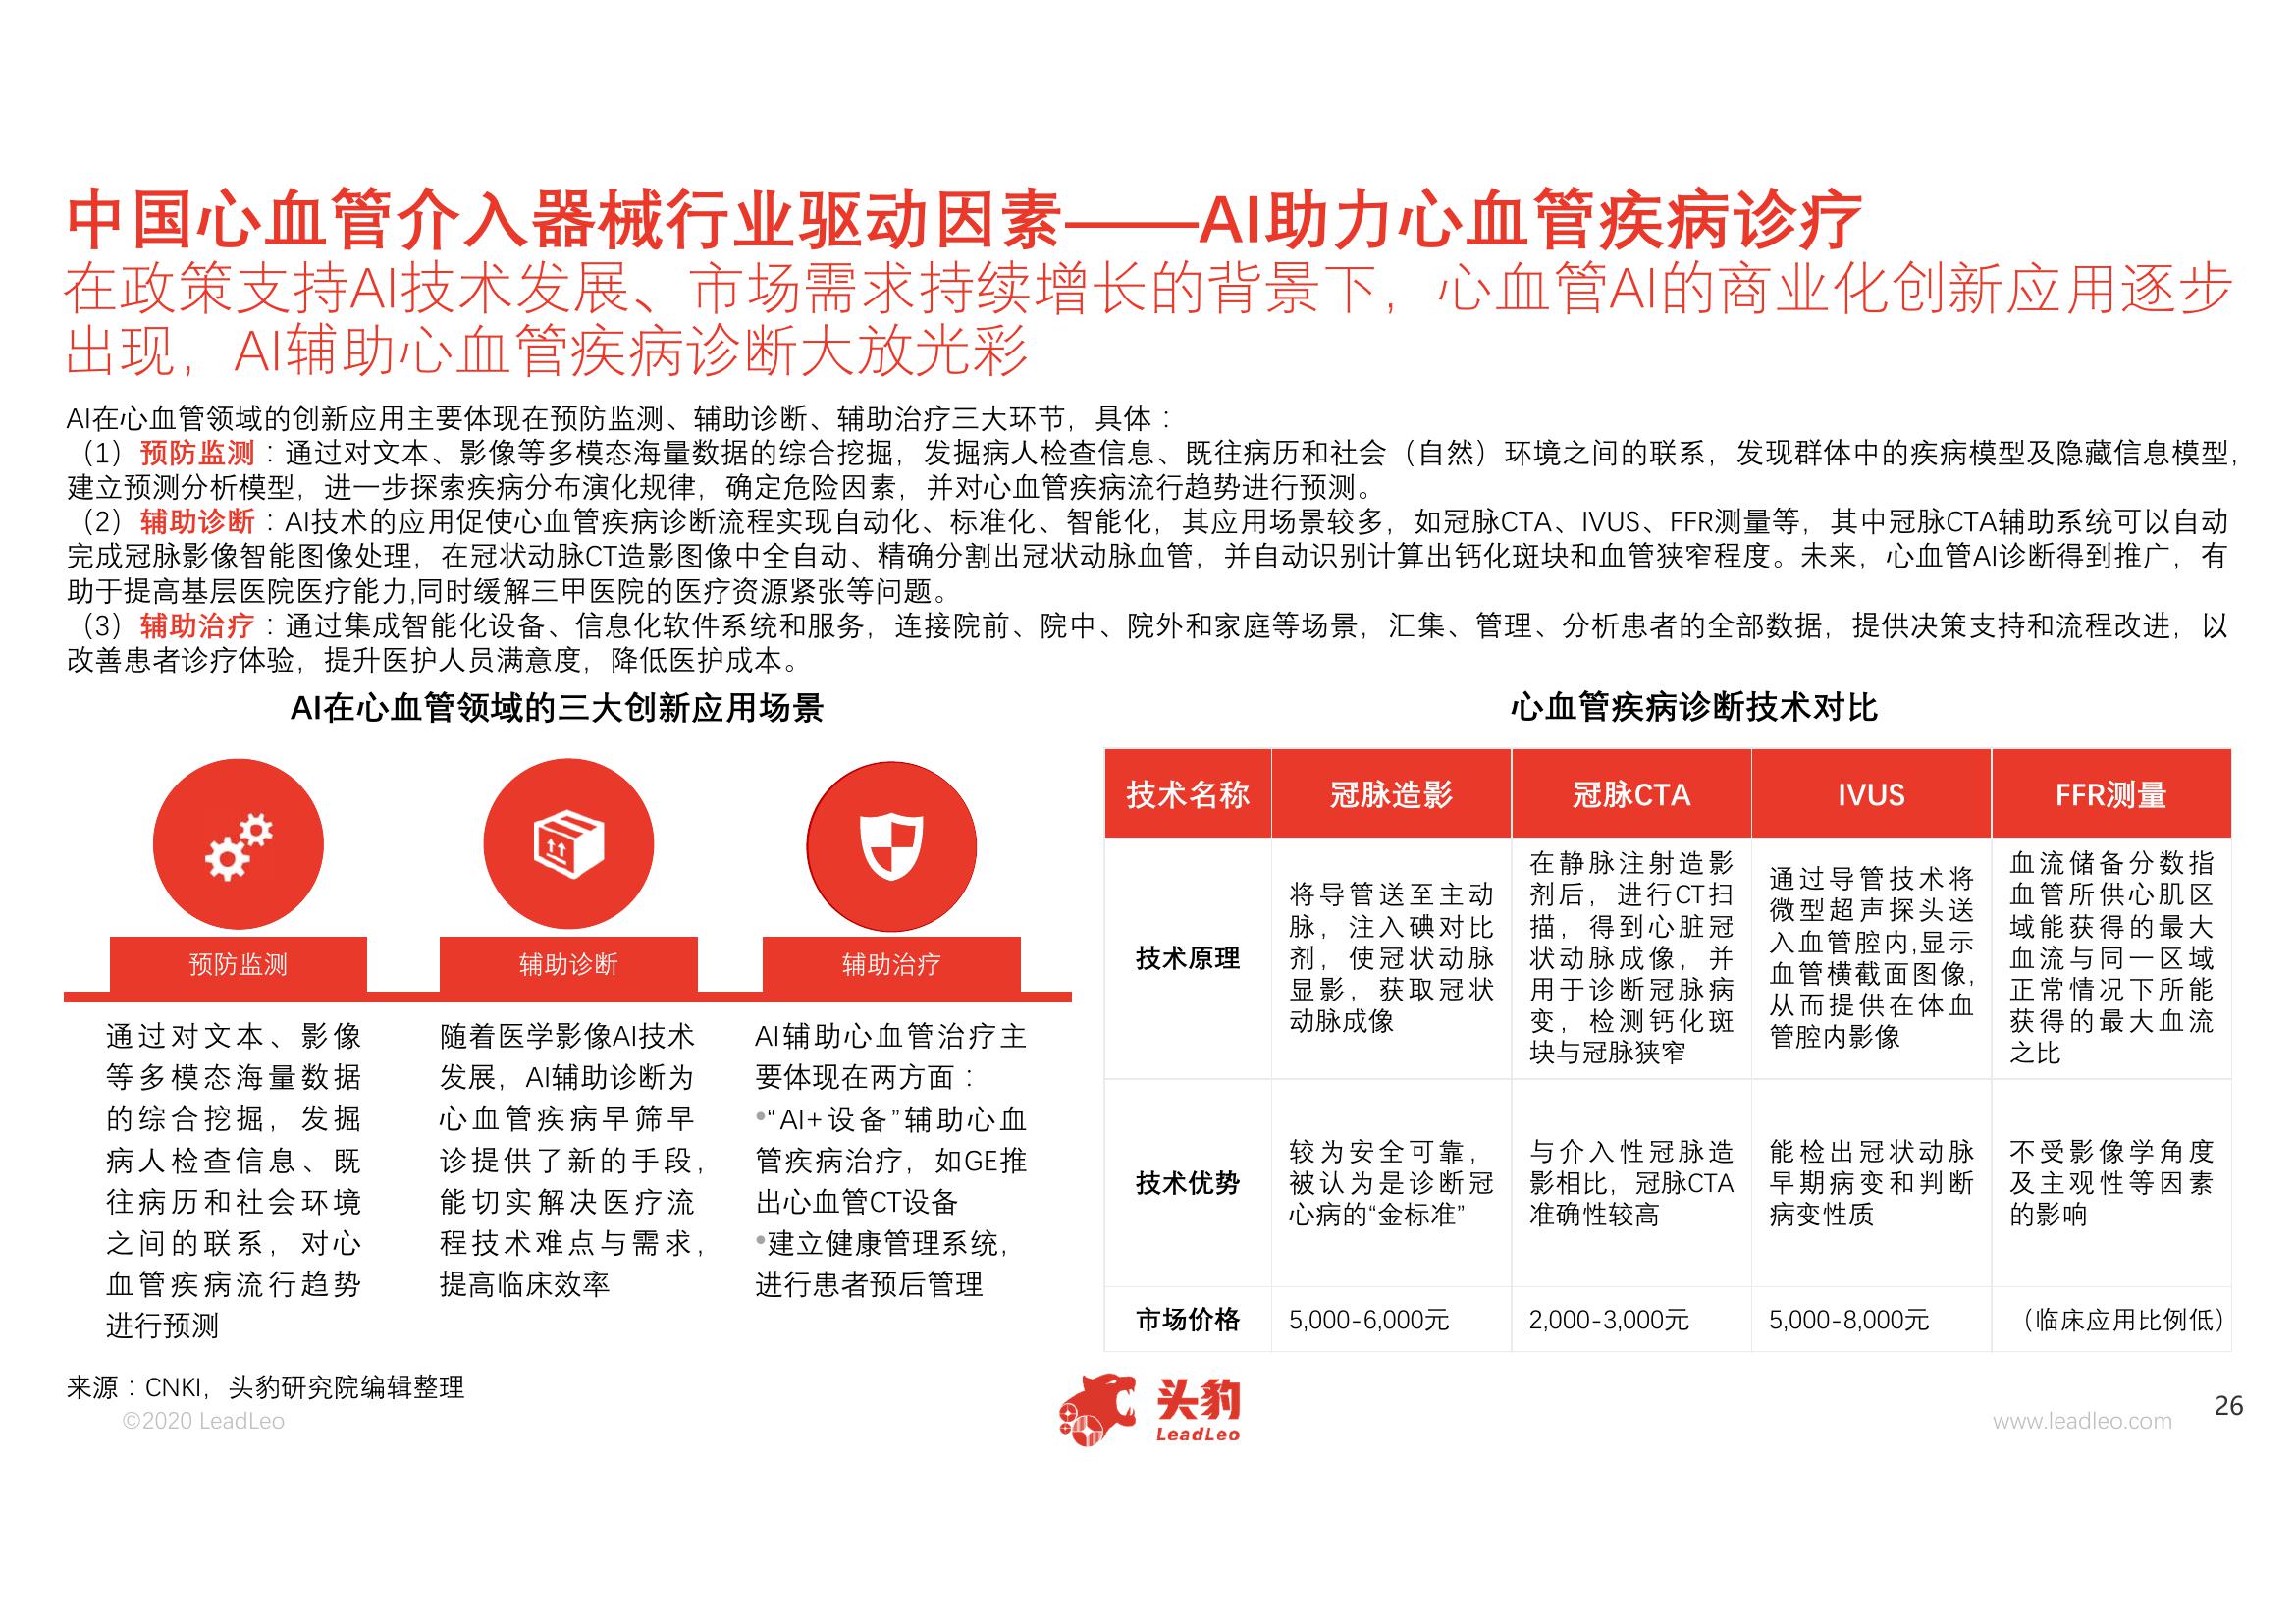 中国心血管介入器械行业驱动因素——AI助力心血管疾病诊疗
在政策支持AI技术发展、市场需求持续增长的背景下，心血管AI的商业化创新应用逐步
出现，AI辅助心血管疾病诊断大放光彩
AI在心血管领域的创新应用主要体现在预防监测、辅助诊断、辅助治疗三大环节，具体：
（1）预防监测：通过对文本、影像等多模态海量数据的综合挖掘，发掘病人检查信息、既往病历和社会（自然）环境之间的联系，发现群体中的疾病模型及隐藏信息模型，
建立预测分析模型，进一步探索疾病分布演化规律，确定危险因素，并对心血管疾病流行趋势进行预测。
（2）辅助诊断：AI技术的应用促使心血管疾病诊断流程实现自动化、标准化、智能化，其应用场景较多，如冠脉CTA、IVUS、FFR测量等，其中冠脉CTA辅助系统可以自动
完成冠脉影像智能图像处理，在冠状动脉CT造影图像中全自动、精确分割出冠状动脉血管，并自动识别计算出钙化斑块和血管狭窄程度。未来，心血管AI诊断得到推广，有
助于提高基层医院医疗能力,同时缓解三甲医院的医疗资源紧张等问题。
（3）辅助治疗：通过集成智能化设备、信息化软件系统和服务，连接院前、院中、院外和家庭等场景，汇集、管理、分析患者的全部数据，提供决策支持和流程改进，以
改善患者诊疗体验，提升医护人员满意度，降低医护成本。
AI在心血管领域的三大创新应用场景
预防监测
通过对文本、影像
等多模态海量数据
的综合挖掘，发掘
病人检查信息、既
往病历和社会环境
之间的联系，对心
血管疾病流行趋势
进行预测
辅助诊断
随着医学影像AI技术
发展，AI辅助诊断为
心血管疾病早筛早
诊提供了新的手段，
能切实解决医疗流
程技术难点与需求，
提高临床效率
辅助治疗
AI辅助心血管治疗主
要体现在两方面：
•“AI+设备”辅助心血
管疾病治疗，如GE推
出心血管CT设备
•建立健康管理系统，
进行患者预后管理
心血管疾病诊断技术对比
技术名称
冠脉造影
冠脉CTA
IVUS
FFR测量
技术原理
将导管送至主动
脉，注入碘对比
剂，使冠状动脉
显影，获取冠状
动脉成像
在静脉注射造影
剂后，进行CT扫
描，得到心脏冠
状动脉成像，并
用于诊断冠脉病
变，检测钙化斑
块与冠脉狭窄
通过导管技术将
微型超声探头送
入血管腔内,显示
血管横截面图像,
从而提供在体血
管腔内影像
血流储备分数指
血管所供心肌区
域能获得的最大
血流与同一区域
正常情况下所能
获得的最大血流
之比
技术优势
较为安全可靠，
被认为是诊断冠
心病的“金标准”
与介入性冠脉造
影相比，冠脉CTA
准确性较高
能检出冠状动脉
早期病变和判断
病变性质
不受影像学角度
及主观性等因素
的影响
市场价格
5,000-6,000元
2,000-3,000元
5,000-8,000元
（临床应用比例低）
来源：CNKI，头豹研究院编辑整理
©2020 LeadLeo
头豹
LeadLeo
www.leadleo.com
26